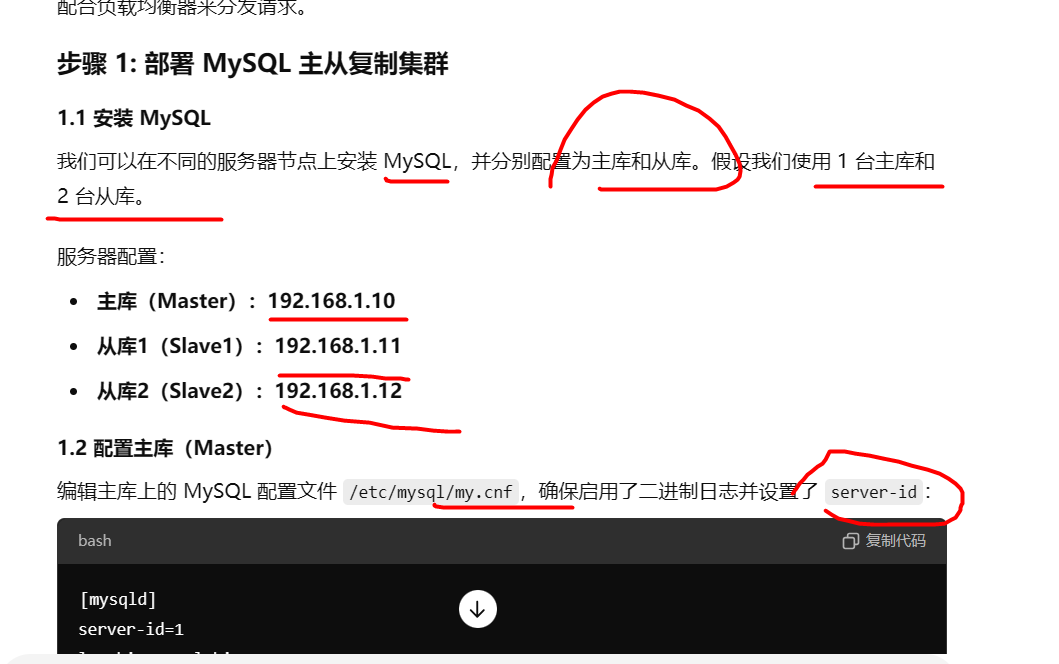 配合负载均衡器来分发请求。
步骤 1: 部署 MySQL 主从复制集群
1.1 安装 MySQL
我们可以在不同的服务器节点上安装 MySQL，并分别配置为主库和从库。假设我们使用 1 台主库和
2 台从库。
服务器配置：
主库（Master）：192.168.1.10
从库1（Slave1）：192.168.1.11
从库2（Slave2）：192.168.1.12
1.2 配置主库（Master）
编辑主库上的 MySQL 配置文件 /etc/mysql/my.cnf，确保启用了二进制日志并设置了 server-id：
bash 复制代码
[mysqld]
server-id=1